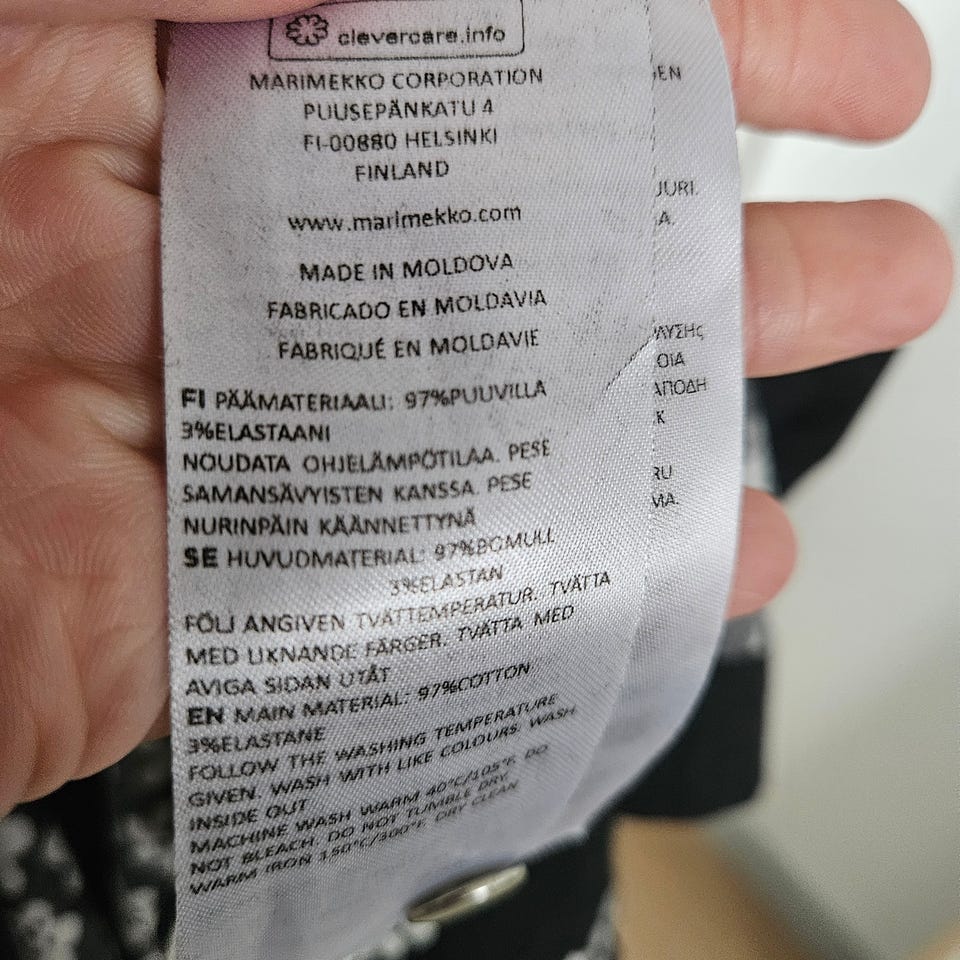 clevercare.info
MARIMEKKO CORPORATION
PUUSEPÄNKATU 4
FI-00880 HELSINKI
FINLAND
www.marimekko.com
MADE IN MOLDOVA
FABRICADO EN MOLDAVIA
FABRIQUÉ EN MOLDAVIE
FI PÄÄMATERIAALI: 97%PUUVILLA
3%ELASTAANI
NOUDATA OHJELÄMPÖTILAA. PESE
SAMANSÄVYISTEN KANSSA. PESE
NURINPÄIN KÄÄNNETTYNÄ
SE HUVUDMATERIAL: 97%BOMULL
3%ELASTAN
FÖLJ ANGIVEN TVÄTTEMPERATUR. TVÄTTA
MED LIKNANDE FÄRGER. TVÄTTA MED
AVIGA SIDAN UTÅT
EN MAIN MATERIAL: 97%COTTON
3%ELASTANE
FOLLOW THE WASHING TEMPERATURE
GIVEN. WASH WITH LIKE COLOURS. WASH
INSIDE OUT
MACHINE WASH WARM 40°C/105°F. DO
NOT BLEACH. DO NOT TUMBLE DRY.
WARM IRON 150°C/300°F. DRY CLEAN